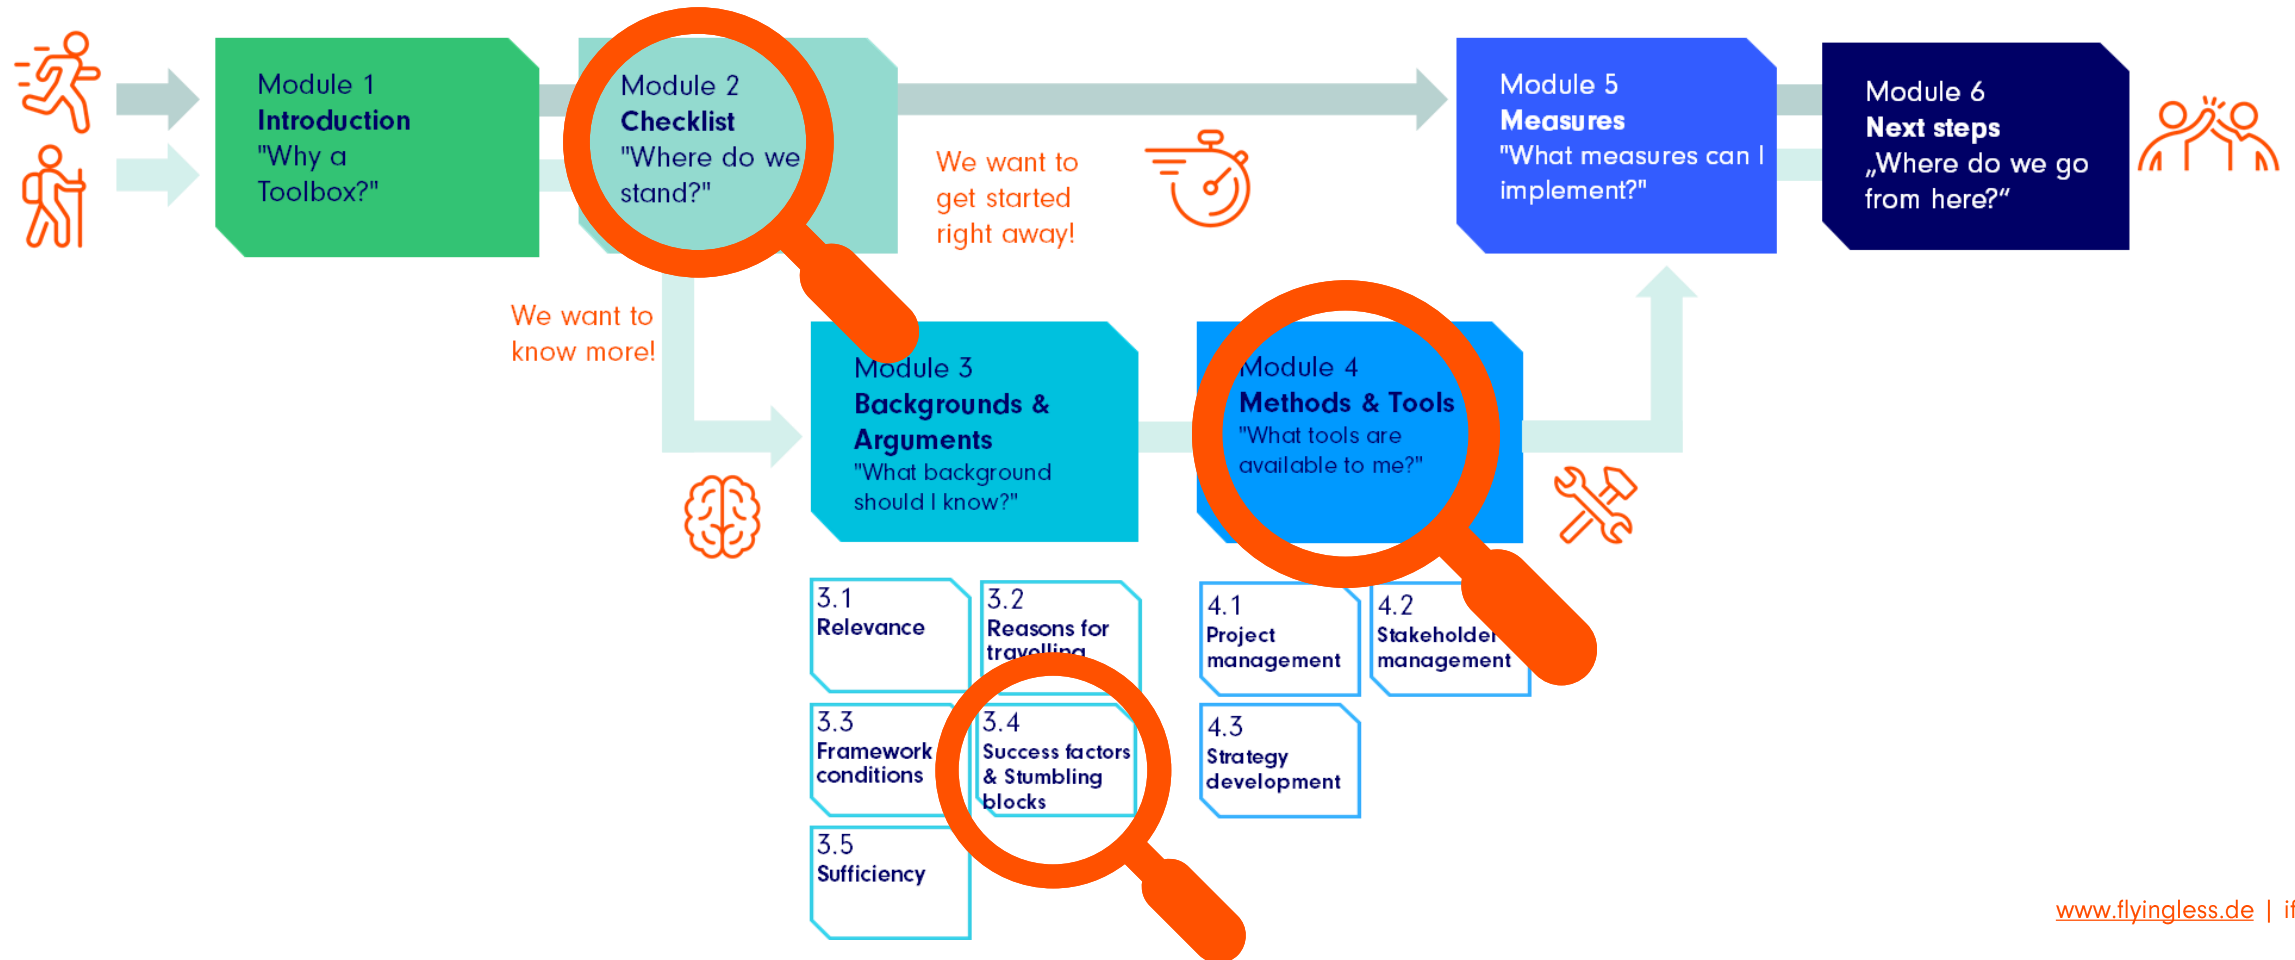 Module 1
Introduction
"Why a
Toolbox?"
Module 2
Checklist
"Where do we
stand?"
We want to
get started
right away!
Module 5
Measures
"What measures can I
implement?"
Module 6
Next steps
„Where do we go
from here?“
We want to
know more!
Module 3
Backgrounds &
Arguments
"What background
should I know?"
Module 4
Methods & Tools
"What tools are
available to me?"
3.1
Relevance
3.2
Reasons for
travelling
3.3
Framework
conditions
3.4
Success factors
& Stumbling
blocks
3.5
Sufficiency
4.1
Project
management
4.2
Stakeholder
management
4.3
Strategy
development
www.flyingless.de |